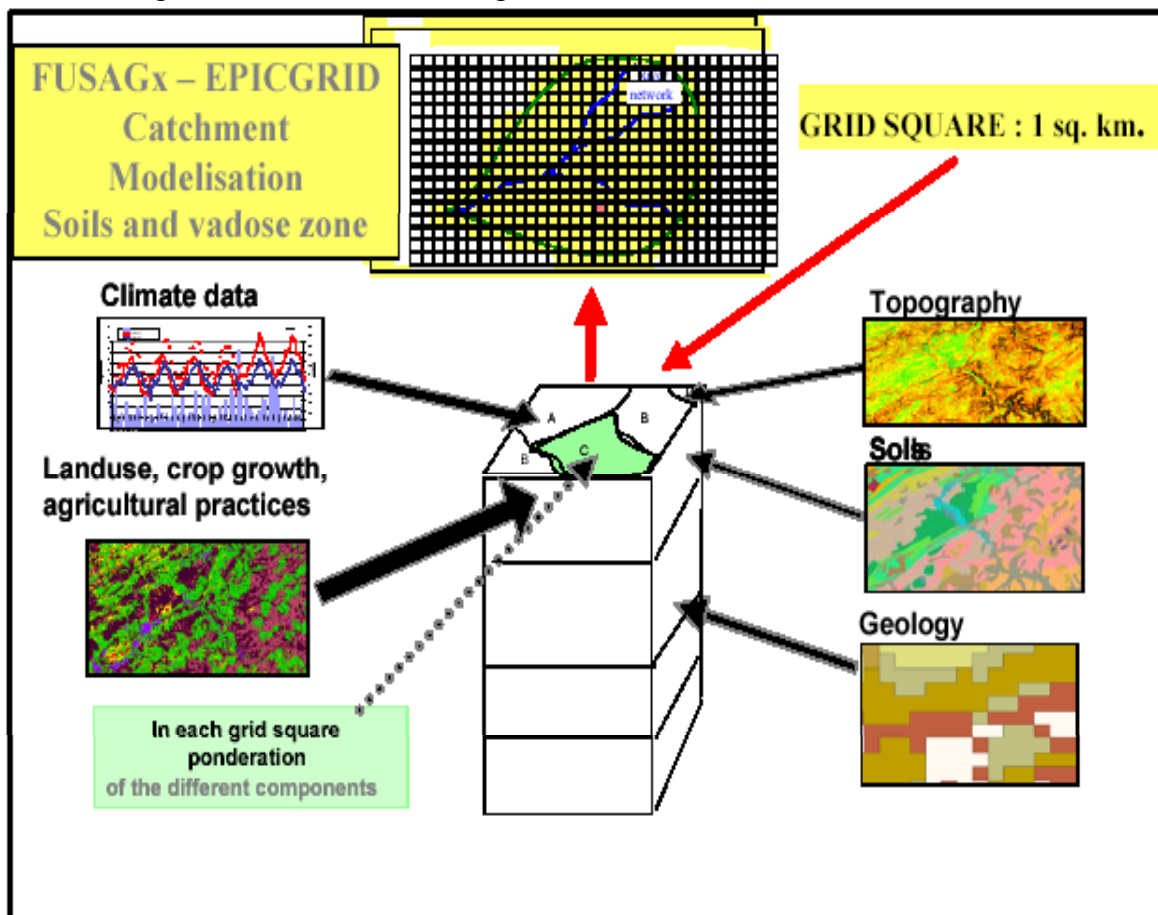 FUSAGx – EPICGRID
Catchment
Modelisation
Soils and vadose zone
network
GRID SQUARE : 1 sq. km.
Climate data
Topography
A
B
B
C
Soils
Landuse, crop growth,
agricultural practices
Geology
In each grid square
ponderation
of the different components